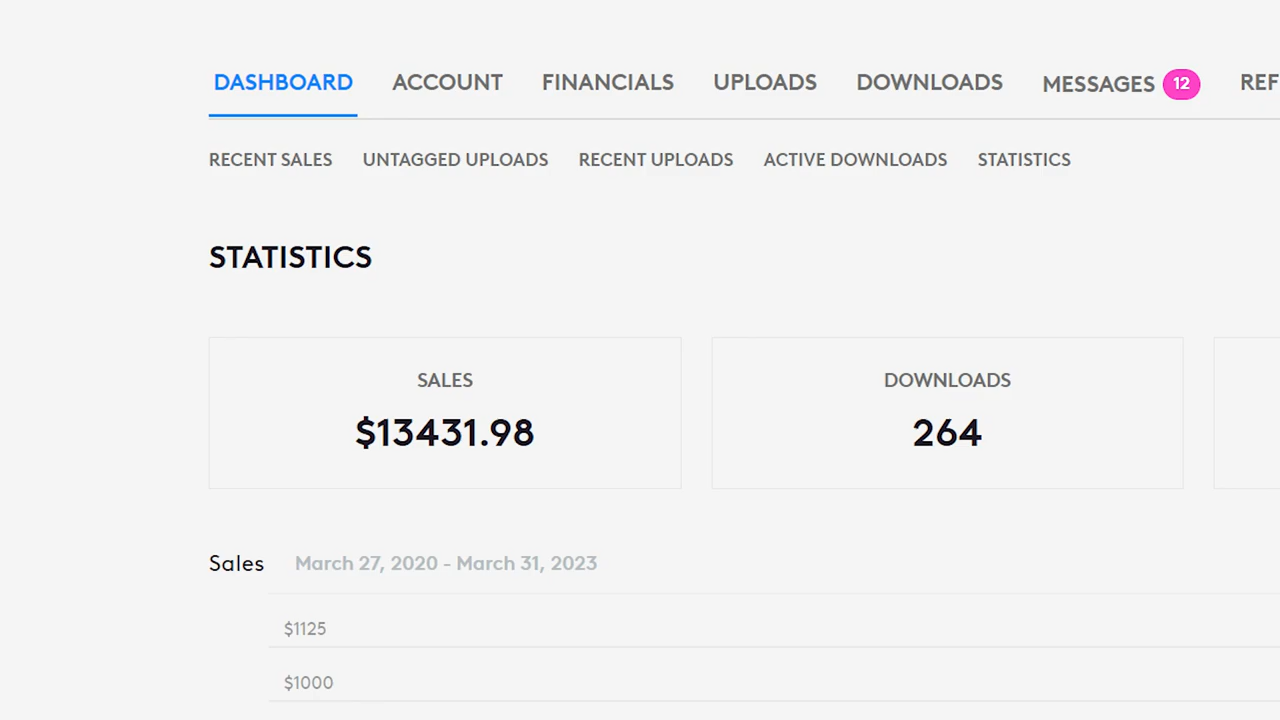 DASHBOARD ACCOUNT FINANCIALS UPLOADS DOWNLOADS MESSAGES 12 REF
RECENT SALES UNTAGGED UPLOADS RECENT UPLOADS ACTIVE DOWNLOADS STATISTICS
STATISTICS
SALES DOWNLOADS
$13431.98 264
Sales March 27, 2020 - March 31, 2023
$1125
$1000